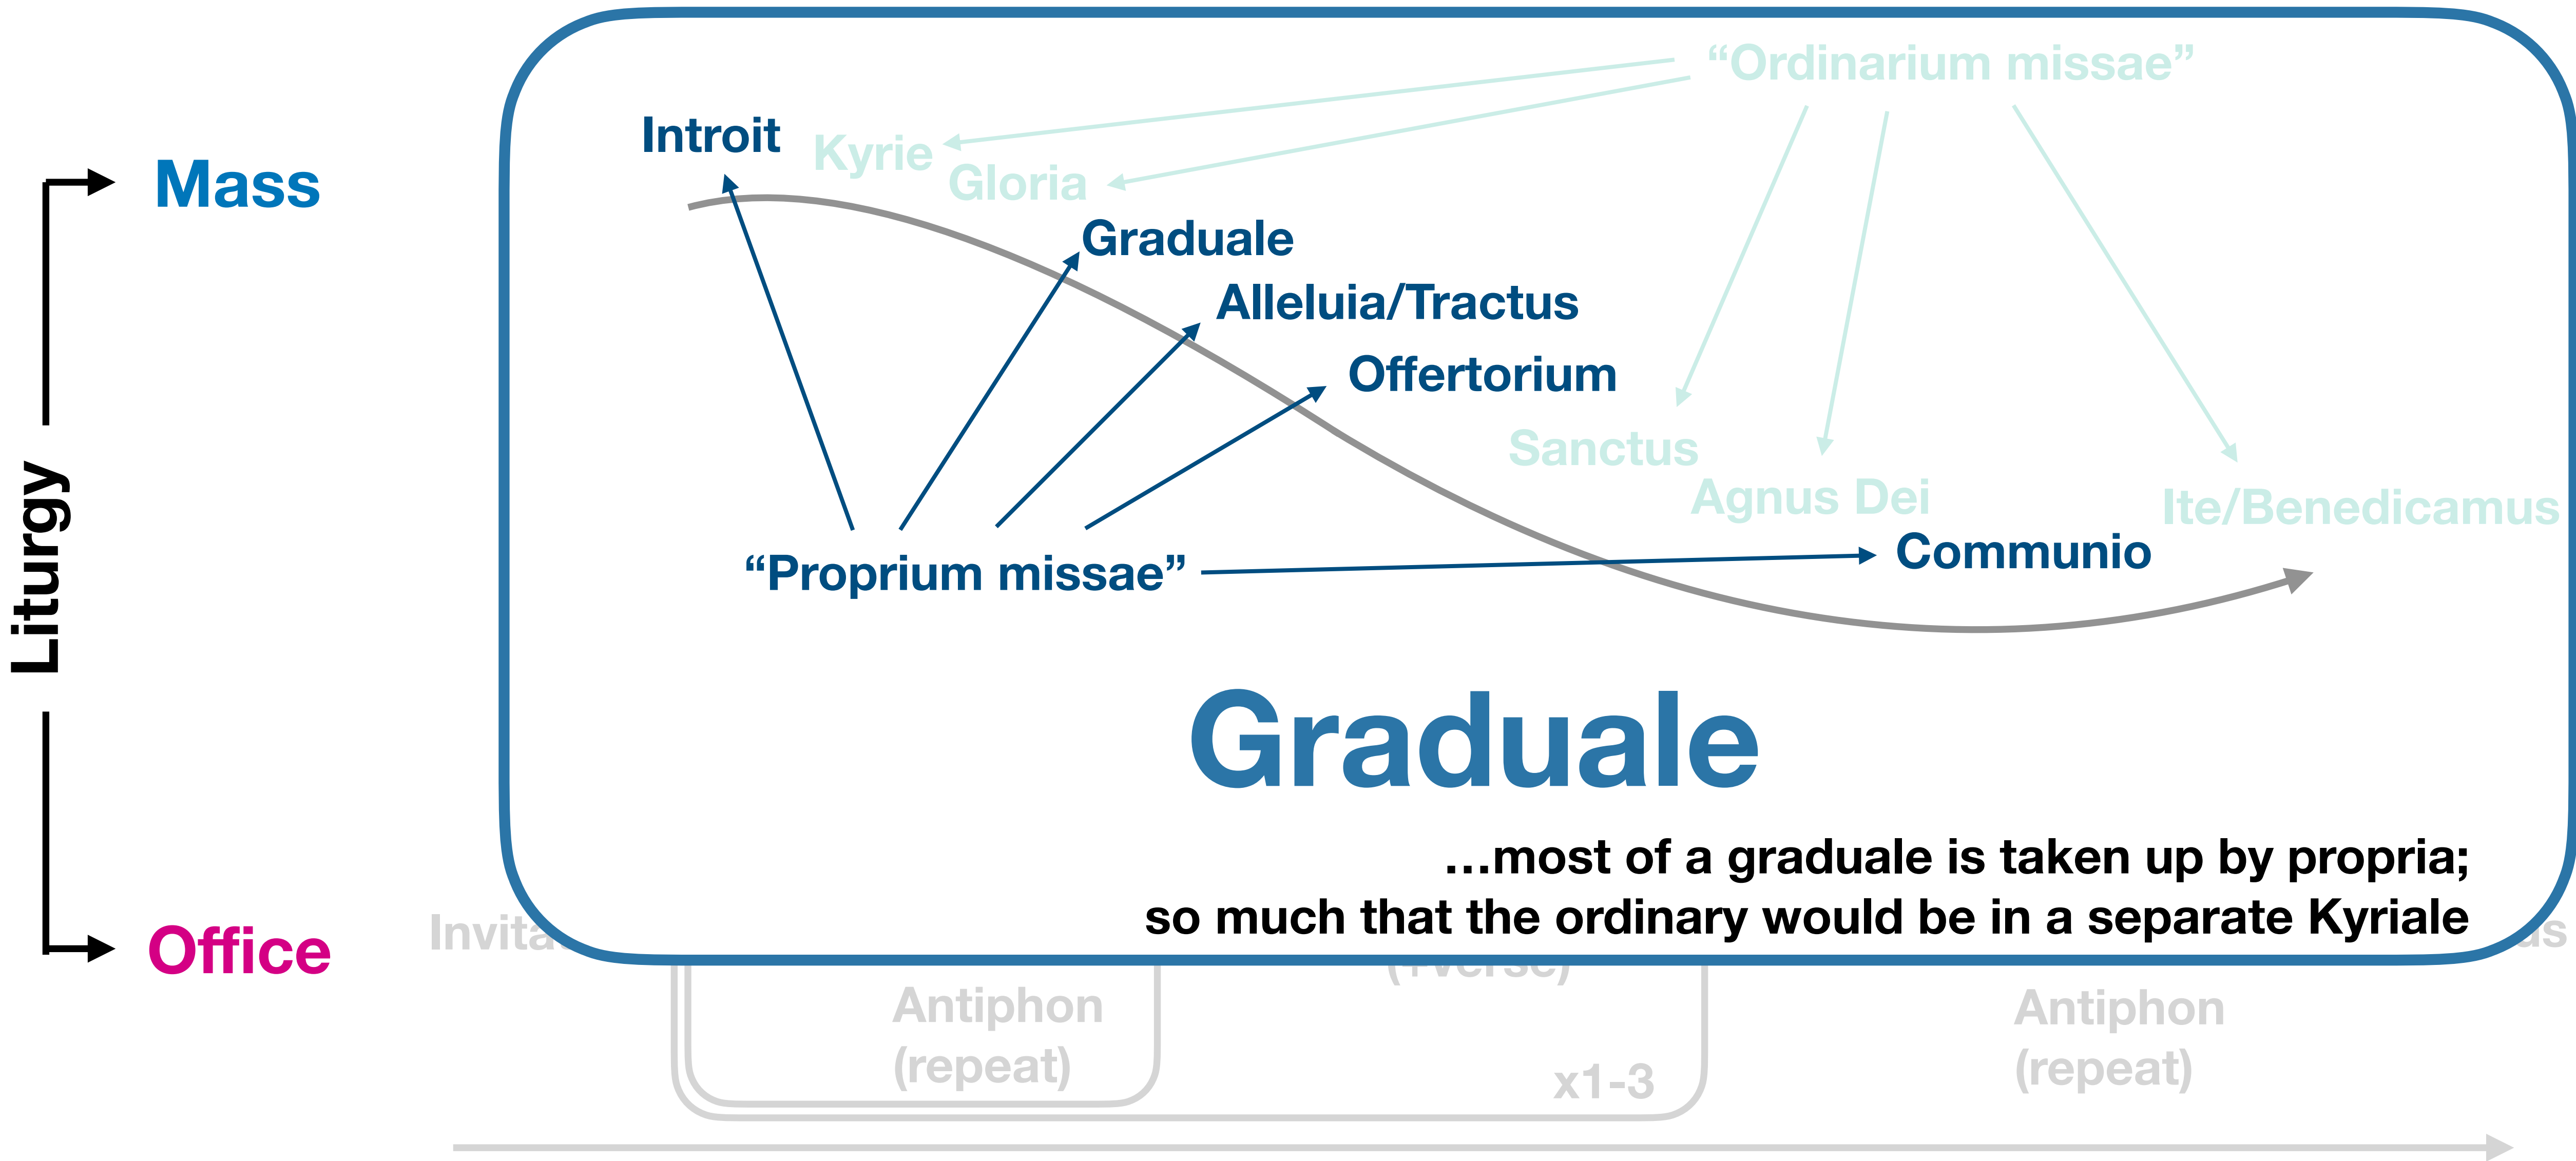 “Ordinarium missae”
Introit
Kyrie
Gloria
Mass
Graduale
Alleluia/Tractus
Offertorium
Sanctus
Agnus Dei
Ite/Benedicamus
Communio
“Proprium missae”
Liturgy
Graduale
...most of a graduale is taken up by propria;
so much that the ordinary would be in a separate Kyriale
Office
(+verse)
Antiphon
(repeat)
x1-3
Antiphon
(repeat)